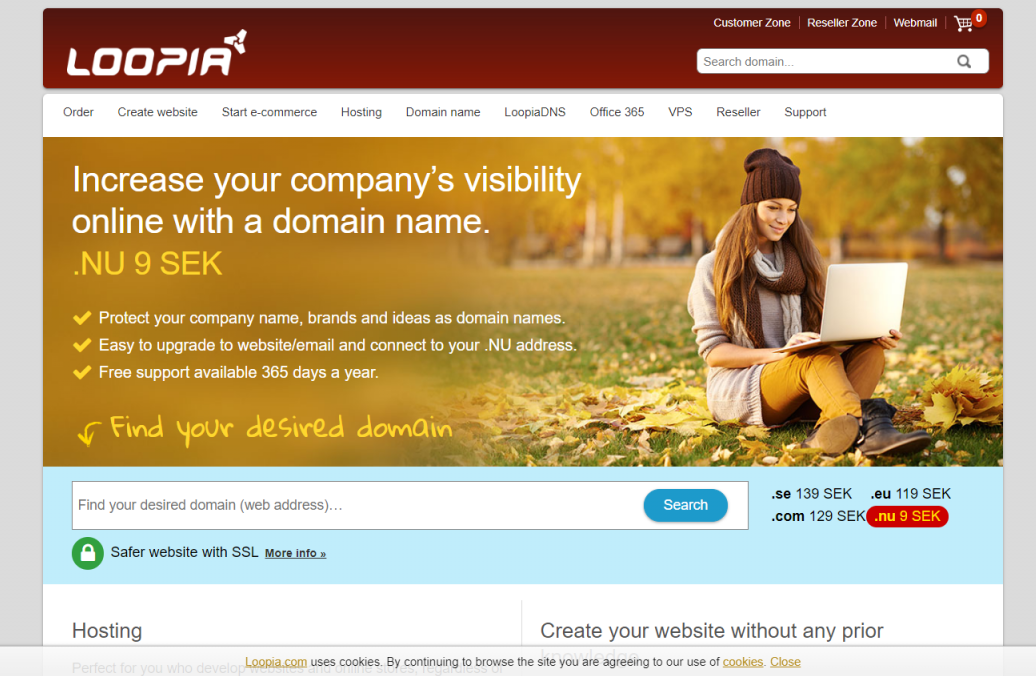 Customer Zone Reseller Zone Webmail 0
LOOPIA
Search domain...
Order Create website Start e-commerce Hosting Domain name LoopiaDNS Office 365 VPS Reseller Support
Increase your company’s visibility
online with a domain name.
.NU 9 SEK
Protect your company name, brands and ideas as domain names.
Easy to upgrade to website/email and connect to your .NU address.
Free support available 365 days a year.
Find your desired domain
Find your desired domain (web address)... Search
.se 139 SEK .eu 119 SEK
.com 129 SEK .nu 9 SEK
Safer website with SSL More info »
Hosting
Create your website without any prior
knowledge
Perfect for you who develop websites and online stores, regardless of
Loopia.com uses cookies. By continuing to browse the site you are agreeing to our use of cookies. Close